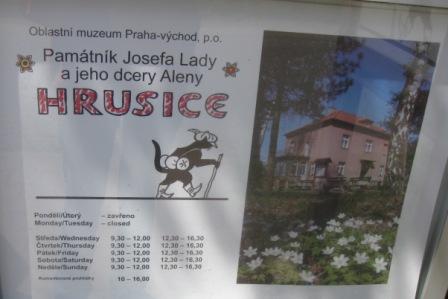 Oblastní muzeum Praha-východ, p.o.
Památník Josefa Lady
a jeho dcery Aleny
HRUSICE
Pondělí/Úterý – zavřeno
Monday/Tuesday – closed
Středa/Wednesday 9,30 – 12,00 12,30 – 16,30
Čtvrtek/Thursday 9,30 – 12,00 12,30 – 16,30
Pátek/Friday 9,30 – 12,00 12,30 – 16,30
Sobota/Saturday 9,30 – 12,00 12,30 – 16,30
Neděle/Sunday 9,30 – 12,00 12,30 – 16,30
Komentované prohlídky 10 – 16,00